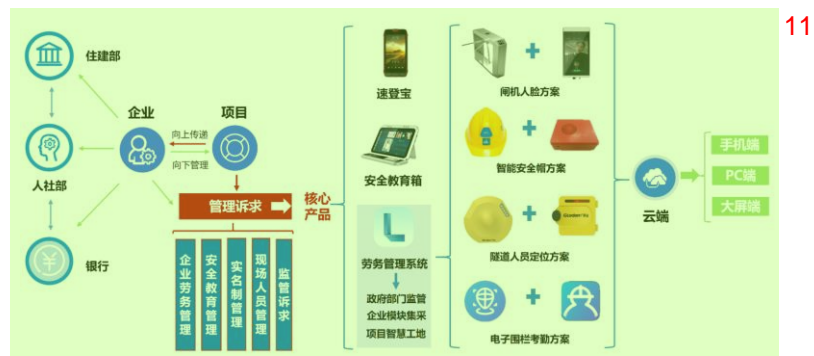 11
住建部
企业
项目
向上传递
向下管理
人社部
银行
管理诉求
核心
产品
企业劳务管理
安全教育管理
实名制管理
现场人员管理
监管诉求
速登宝
安全教育箱
劳务管理系统
政府部门监管
企业模块集采
项目智慧工地
闸机人脸方案
智能安全帽方案
隧道人员定位方案
电子围栏考勤方案
云端
手机端
PC端
大屏端